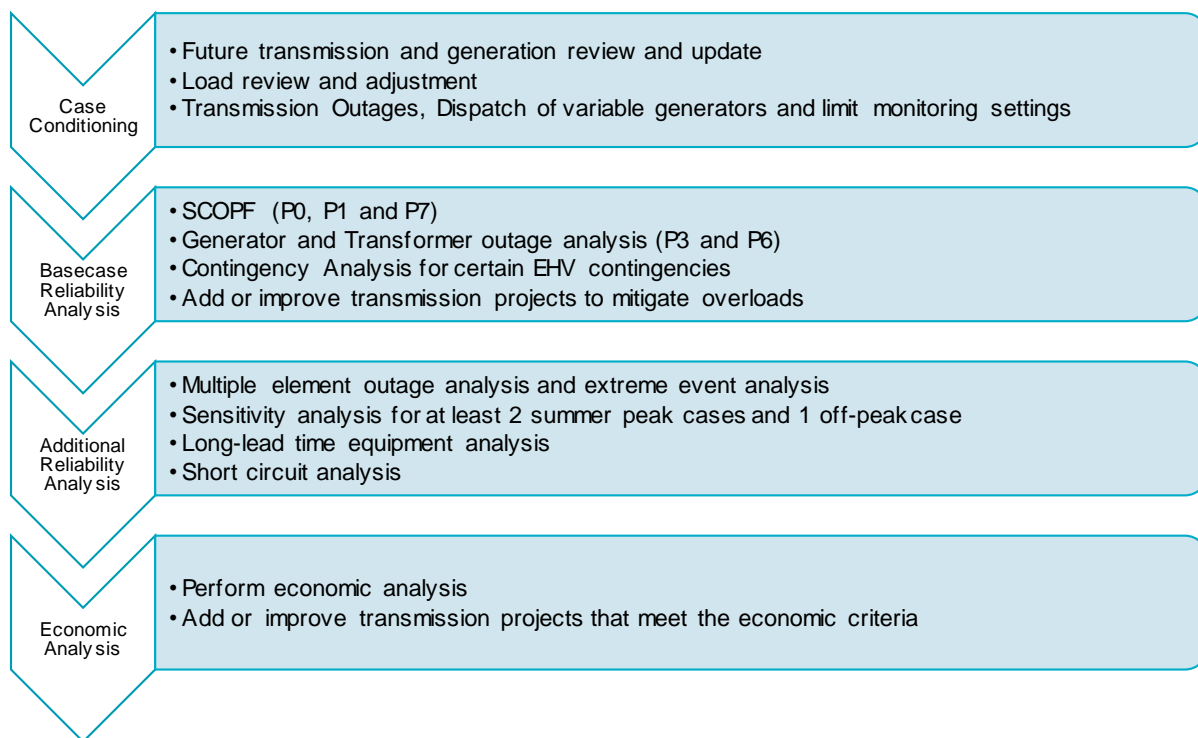 Case
Conditioning
• Future transmission and generation review and update
• Load review and adjustment
• Transmission Outages, Dispatch of variable generators and limit monitoring settings
Basecase
Reliability
Analysis
• SCOPF (P0, P1 and P7)
• Generator and Transformer outage analysis (P3 and P6)
• Contingency Analysis for certain EHV contingencies
• Add or improve transmission projects to mitigate overloads
Additional
Reliability
Analysis
• Multiple element outage analysis and extreme event analysis
• Sensitivity analysis for at least 2 summer peak cases and 1 off-peak case
• Long-lead time equipment analysis
• Short circuit analysis
Economic
Analysis
• Perform economic analysis
• Add or improve transmission projects that meet the economic criteria